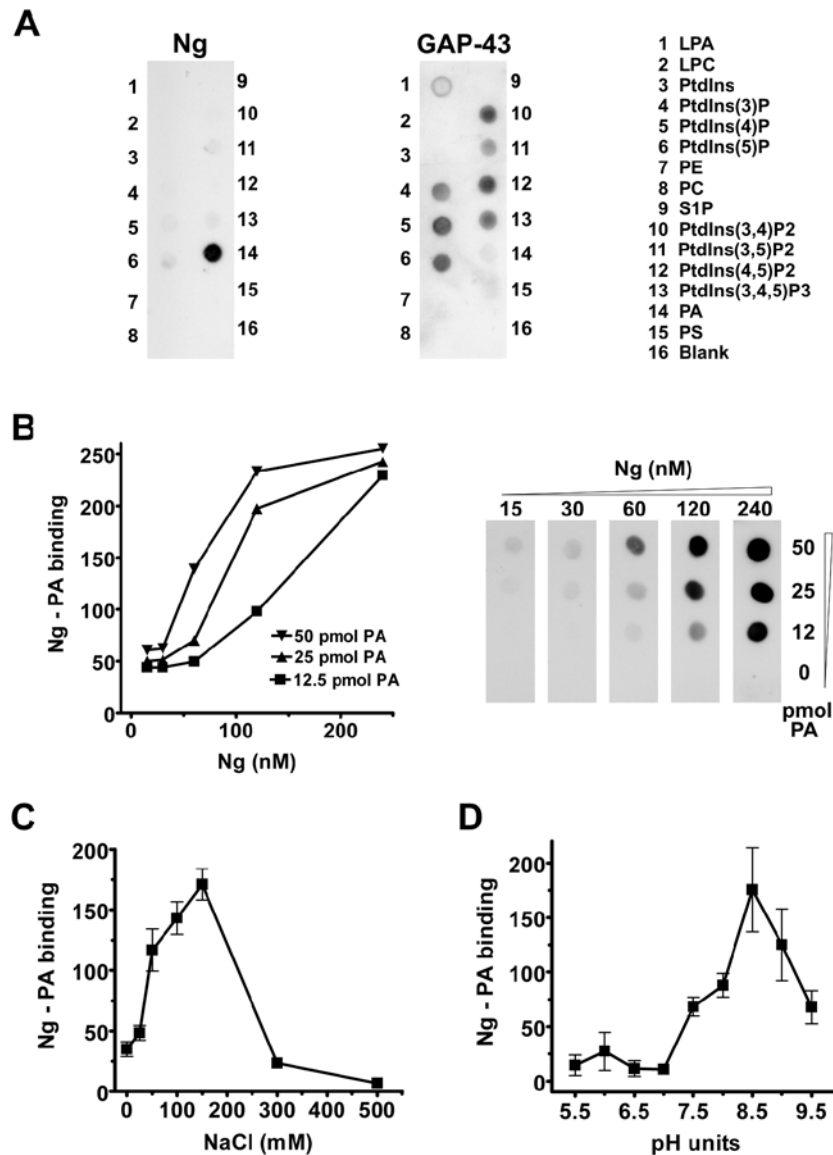 A
Ng
GAP-43
1
2
3
4
5
6
7
8
9
10
11
12
13
14
15
16
1
2
3
4
5
6
7
8
9
10
11
12
13
14
15
16
1 LPA
2 LPC
3 PtdIns
4 PtdIns(3)P
5 PtdIns(4)P
6 PtdIns(5)P
7 PE
8 PC
9 S1P
10 PtdIns(3,4)P2
11 PtdIns(3,5)P2
12 PtdIns(4,5)P2
13 PtdIns(3,4,5)P3
14 PA
15 PS
16 Blank
B
Ng - PA binding
250
200
150
100
50
0
0 100 200
Ng (nM)
50 pmol PA
25 pmol PA
12.5 pmol PA
Ng (nM)
15 30 60 120 240
50
25
12
0
pmol
PA
C
Ng - PA binding
200
150
100
50
0
0 100 200 300 400 500
NaCl (mM)
D
Ng - PA binding
200
150
100
50
0
5.5 6.5 7.5 8.5 9.5
pH units